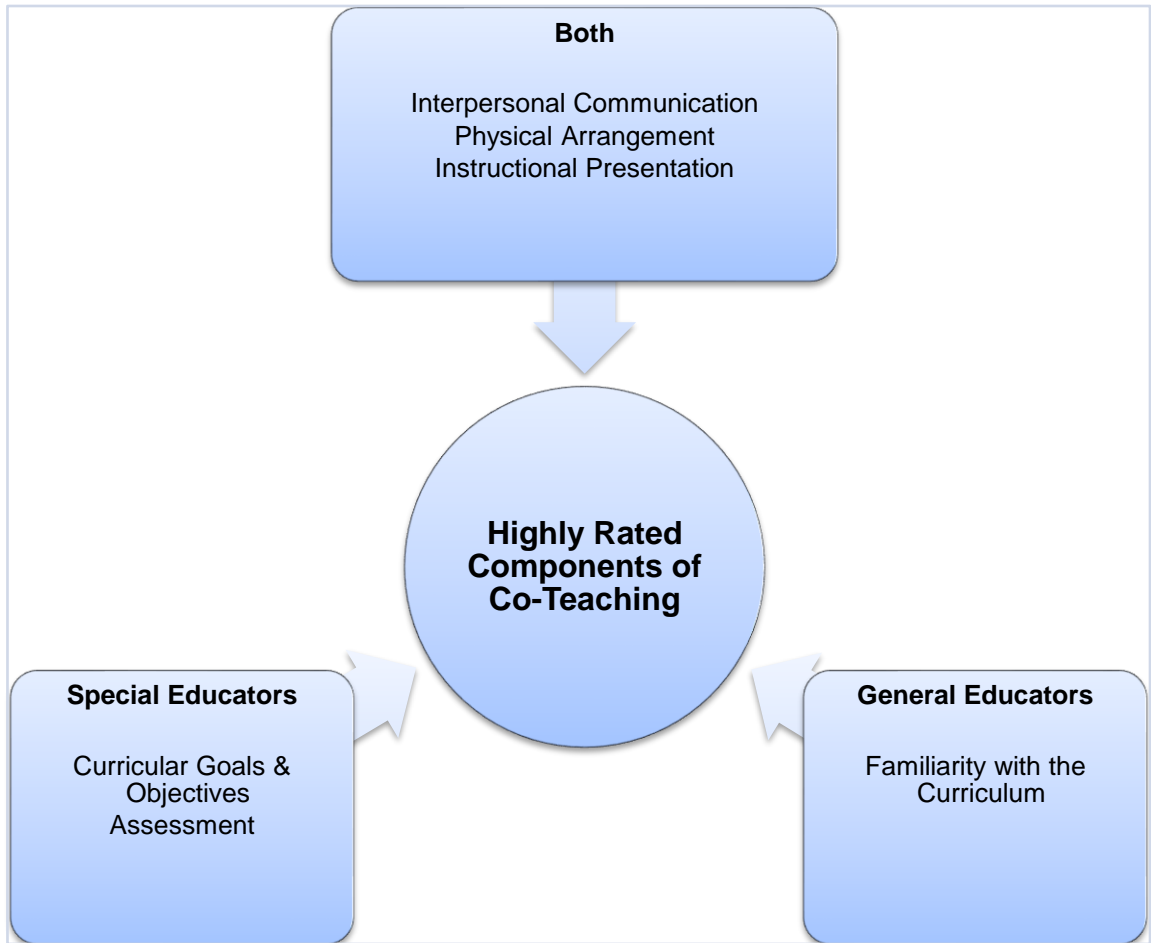 Both
Interpersonal Communication
Physical Arrangement
Instructional Presentation
Highly Rated
Components of
Co-Teaching
Special Educators
Curricular Goals &
Objectives
Assessment
General Educators
Familiarity with the
Curriculum